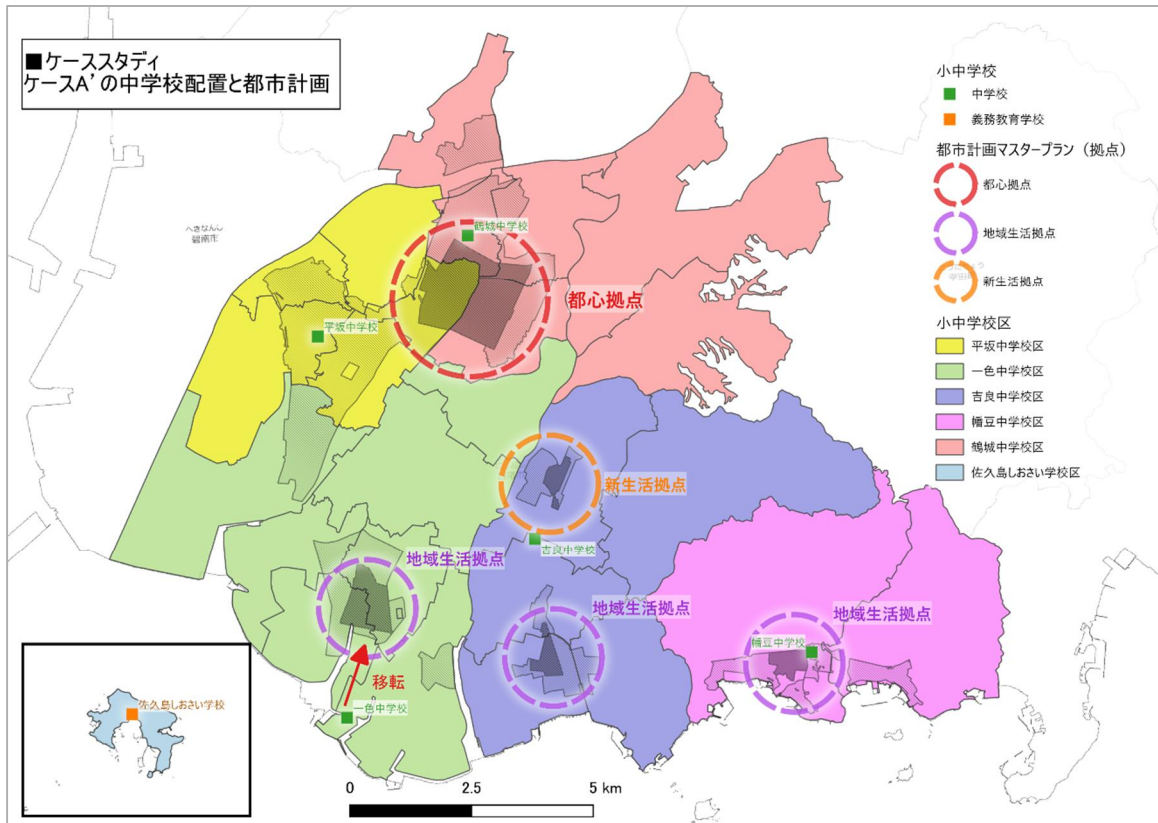 ■ケーススタディ
ケースA’の中学校配置と都市計画
小中学校
中学校
義務教育学校
都市計画マスタープラン（拠点）
都心拠点
地域生活拠点
新生活拠点
小中学校区
平坂中学校区
一色中学校区
吉良中学校区
幡豆中学校区
鶴城中学校区
佐久島しおさい学校区
へきなんし
碧南市
鶴城中学校
都心拠点
平坂中学校
新生活拠点
吉良中学校
地域生活拠点
地域生活拠点
地域生活拠点
幡豆中学校
移転
一色中学校
佐久島しおさい学校
0 2.5 5 km